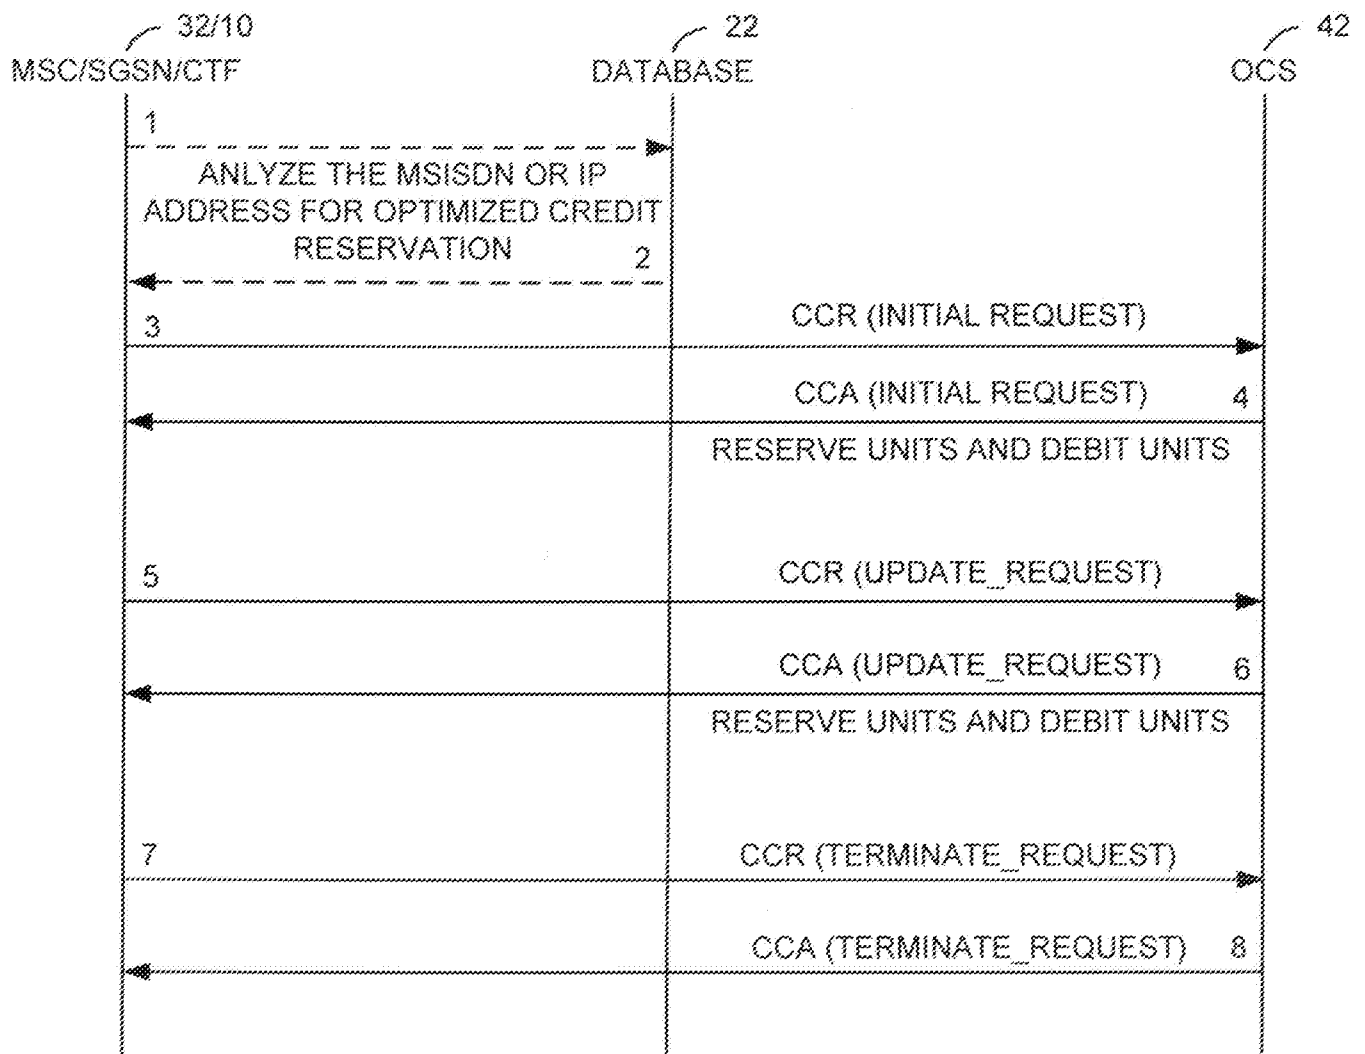 32/10
22
42
MSC/SGSN/CTF
DATABASE
OCS
1
ANLYZE THE MSISDN OR IP
ADDRESS FOR OPTIMIZED CREDIT
RESERVATION
2
3
CCR (INITIAL REQUEST)
CCA (INITIAL REQUEST)
4
RESERVE UNITS AND DEBIT UNITS
5
CCR (UPDATE_REQUEST)
CCA (UPDATE_REQUEST)
6
RESERVE UNITS AND DEBIT UNITS
7
CCR (TERMINATE_REQUEST)
CCA (TERMINATE_REQUEST)
8